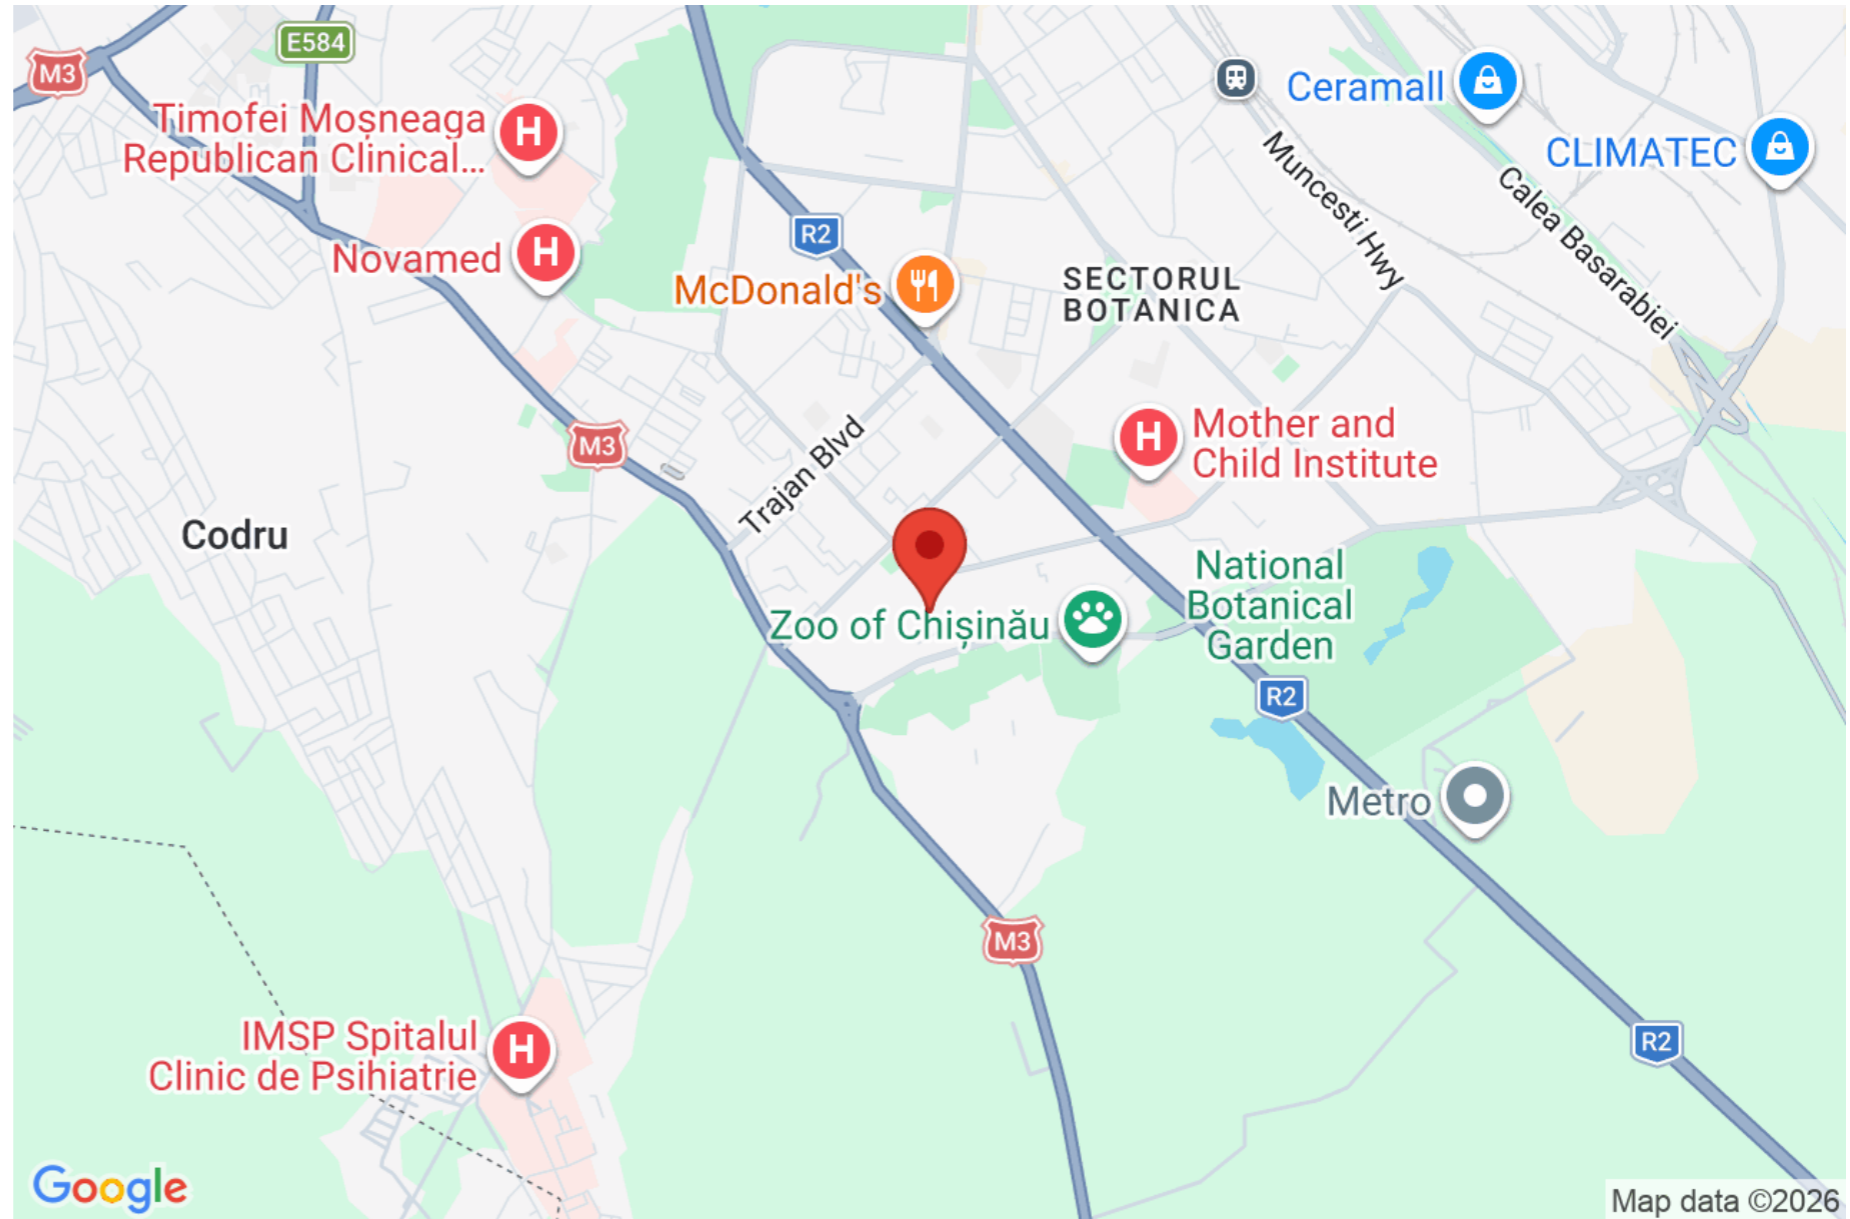 E584
M3
Timofei Moșneaga
Republican Clinical...
H
Novamed
H
R2
McDonald's
SECTORUL
BOTANICA
Ceramall
CLIMATEC
Muncesti Hwy
Calea Basarabiei
M3
Trajan Blvd
H
Mother and
Child Institute
Codru
Zoo of Chișinău
National
Botanical
Garden
R2
Metro
M3
IMSP Spitalul
Clinic de Psihiatrie
H
R2
Google
Map data ©2026